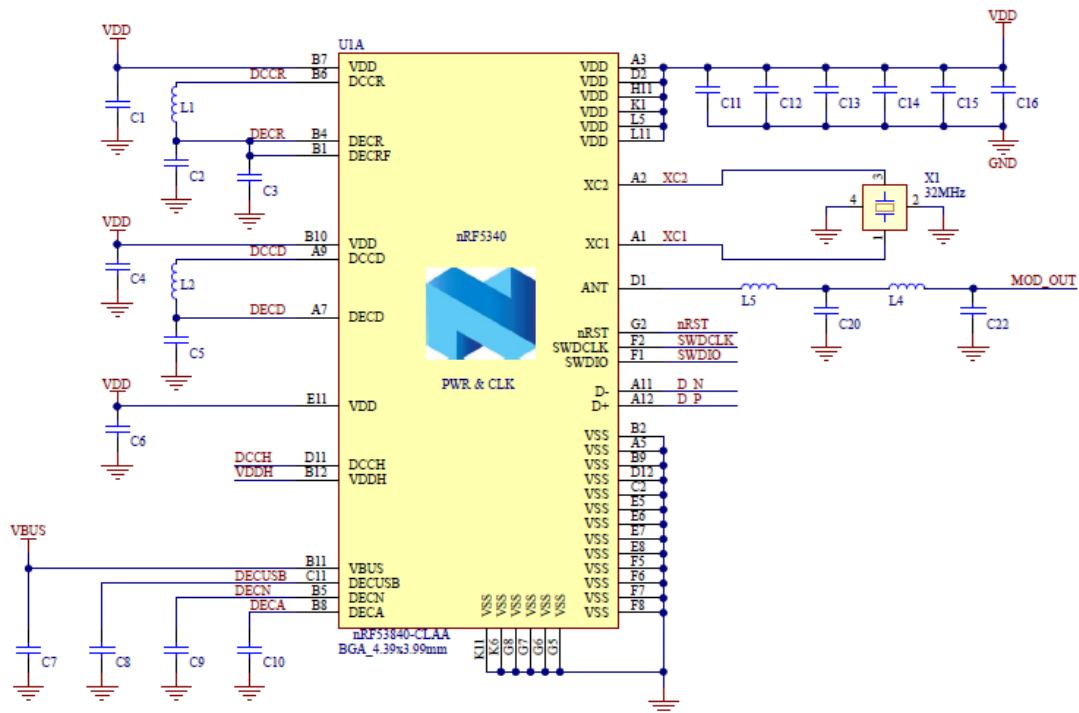 VDD
U1A
VDD
B7
VDD
VDD
A3
DCCR
B6
DCCR
VDD
D2
VDD
H11
VDD
K1
VDD
L5
VDD
L11
L1
C1
C11
C12
C13
C14
C15
C16
GND
DECR
B4
DECR
B1
DECRF
C2
C3
XC2
A2
XC2
3
X1
32MHz
4
2
1
VDD
nRF5340
B10
VDD
XC1
A1
XC1
DCCD
A9
DCCD
C4
L2
ANT
D1
MOD_OUT
L5
L4
C20
C22
DECD
A7
DECD
C5
nRST
G2
nRST
SWDCLK
F2
SWDCLK
SWDIO
F1
SWDIO
PWR & CLK
VDD
D-
A11
D_N
D+
A12
D_P
E11
VDD
C6
VSS
B2
VSS
A5
VSS
B9
VSS
D12
VSS
C2
VSS
E5
VSS
E6
VSS
E7
VSS
E8
VSS
F5
VSS
F6
VSS
F7
VSS
F8
DCCH
D11
DCCH
VDDH
B12
VDDH
VBUS
B11
VBUS
DECUSB
C11
DECUSB
DECN
B5
DECN
DECA
B8
DECA
VSS
VSS
VSS
VSS
VSS
VSS
K11
K6
G8
G7
G6
G5
C7
C8
C9
C10
nRF53840-CLAA
BGA_4.39x3.99mm